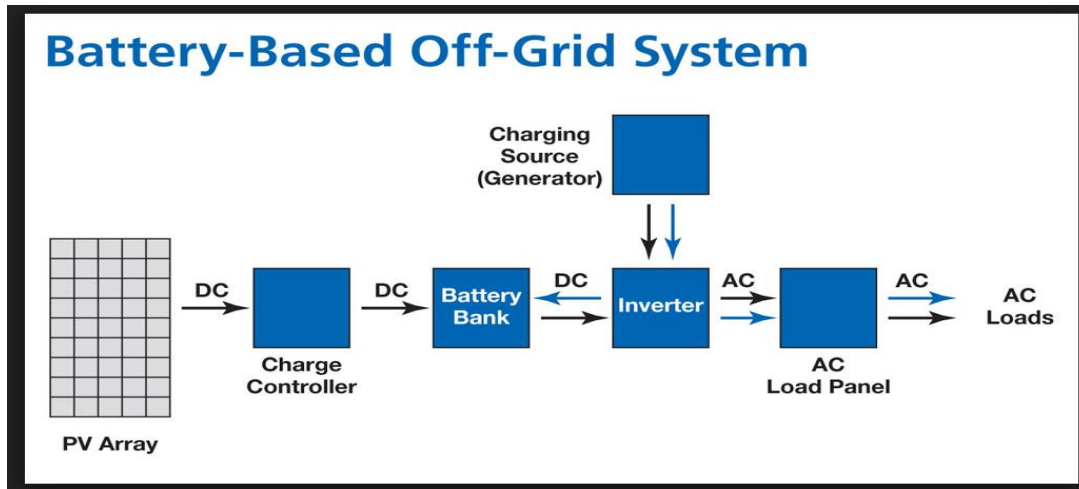 Battery-Based Off-Grid System
Charging
Source
(Generator)
DC
DC
DC
AC
AC
Battery
Bank
Inverter
AC
Loads
Charge
Controller
AC
Load Panel
PV Array